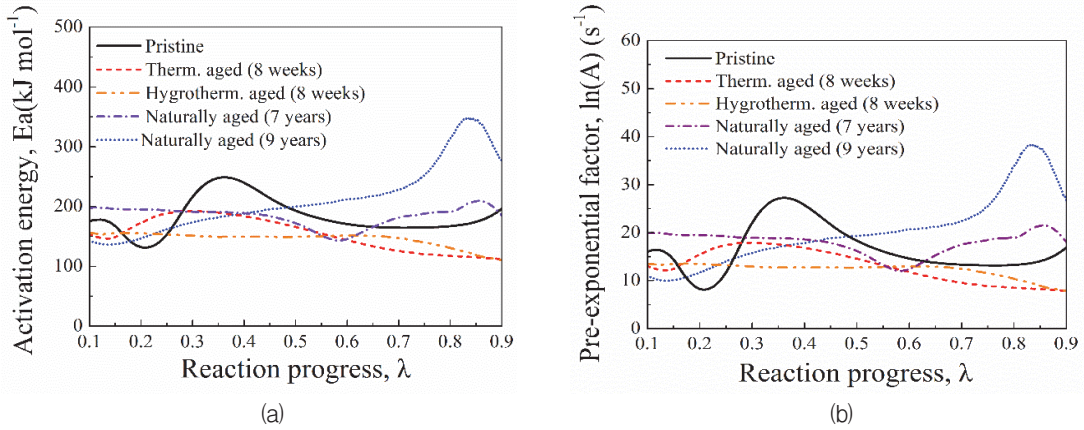 (a)
Activation energy, Ea(kJ mol⁻¹)
500
400
300
200
100
0
Pristine
Therm. aged (8 weeks)
Hygrotherm. aged (8 weeks)
Naturally aged (7 years)
Naturally aged (9 years)
0.1 0.2 0.3 0.4 0.5 0.6 0.7 0.8 0.9
Reaction progress, λ
(a)
(b)
Pre-exponential factor, ln(A) (s⁻¹)
60
50
40
30
20
10
0
Pristine
Therm. aged (8 weeks)
Hygrotherm. aged (8 weeks)
Naturally aged (7 years)
Naturally aged (9 years)
0.1 0.2 0.3 0.4 0.5 0.6 0.7 0.8 0.9
Reaction progress, λ
(b)